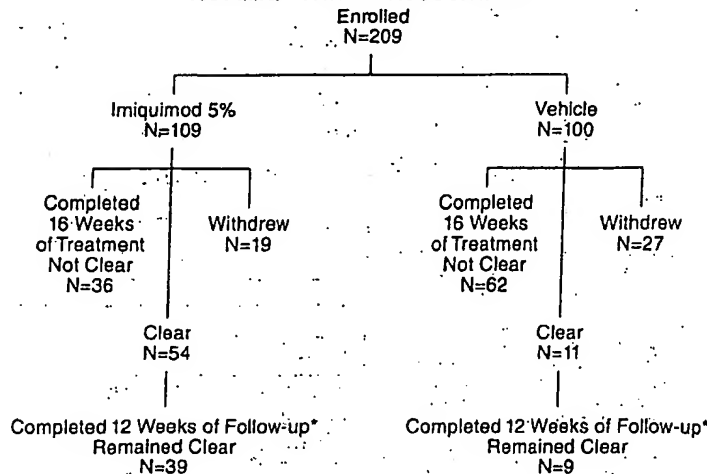 Enrolled
N=209
Imiquimod 5%
N=109
Vehicle
N=100
Completed
16 Weeks
of Treatment
Not Clear
N=36
Withdrew
N=19
Completed
16 Weeks
of Treatment
Not Clear
N=62
Withdrew
N=27
Clear
N=54
Clear
N=11
Completed 12 Weeks of Follow-up*
Remained Clear
N=39
Completed 12 Weeks of Follow-up*
Remained Clear
N=9